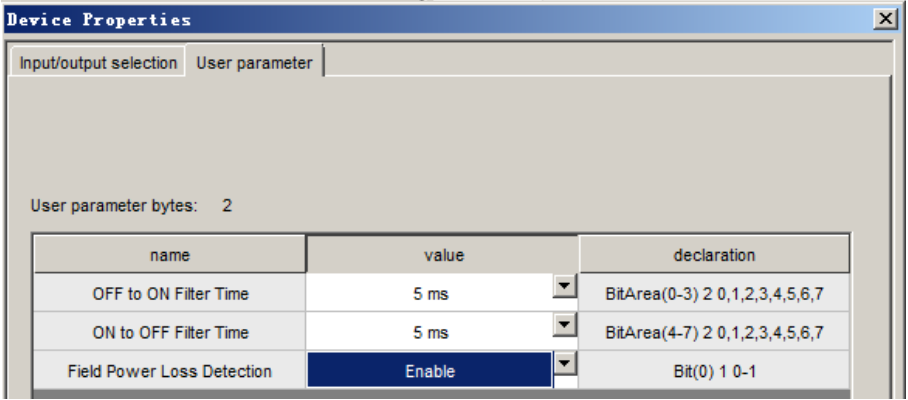 Device Properties
Input/output selection User parameter
User parameter bytes: 2
name value declaration
OFF to ON Filter Time 5 ms BitArea(0-3) 2 0,1,2,3,4,5,6,7
ON to OFF Filter Time 5 ms BitArea(4-7) 2 0,1,2,3,4,5,6,7
Field Power Loss Detection Enable Bit(0) 1 0-1